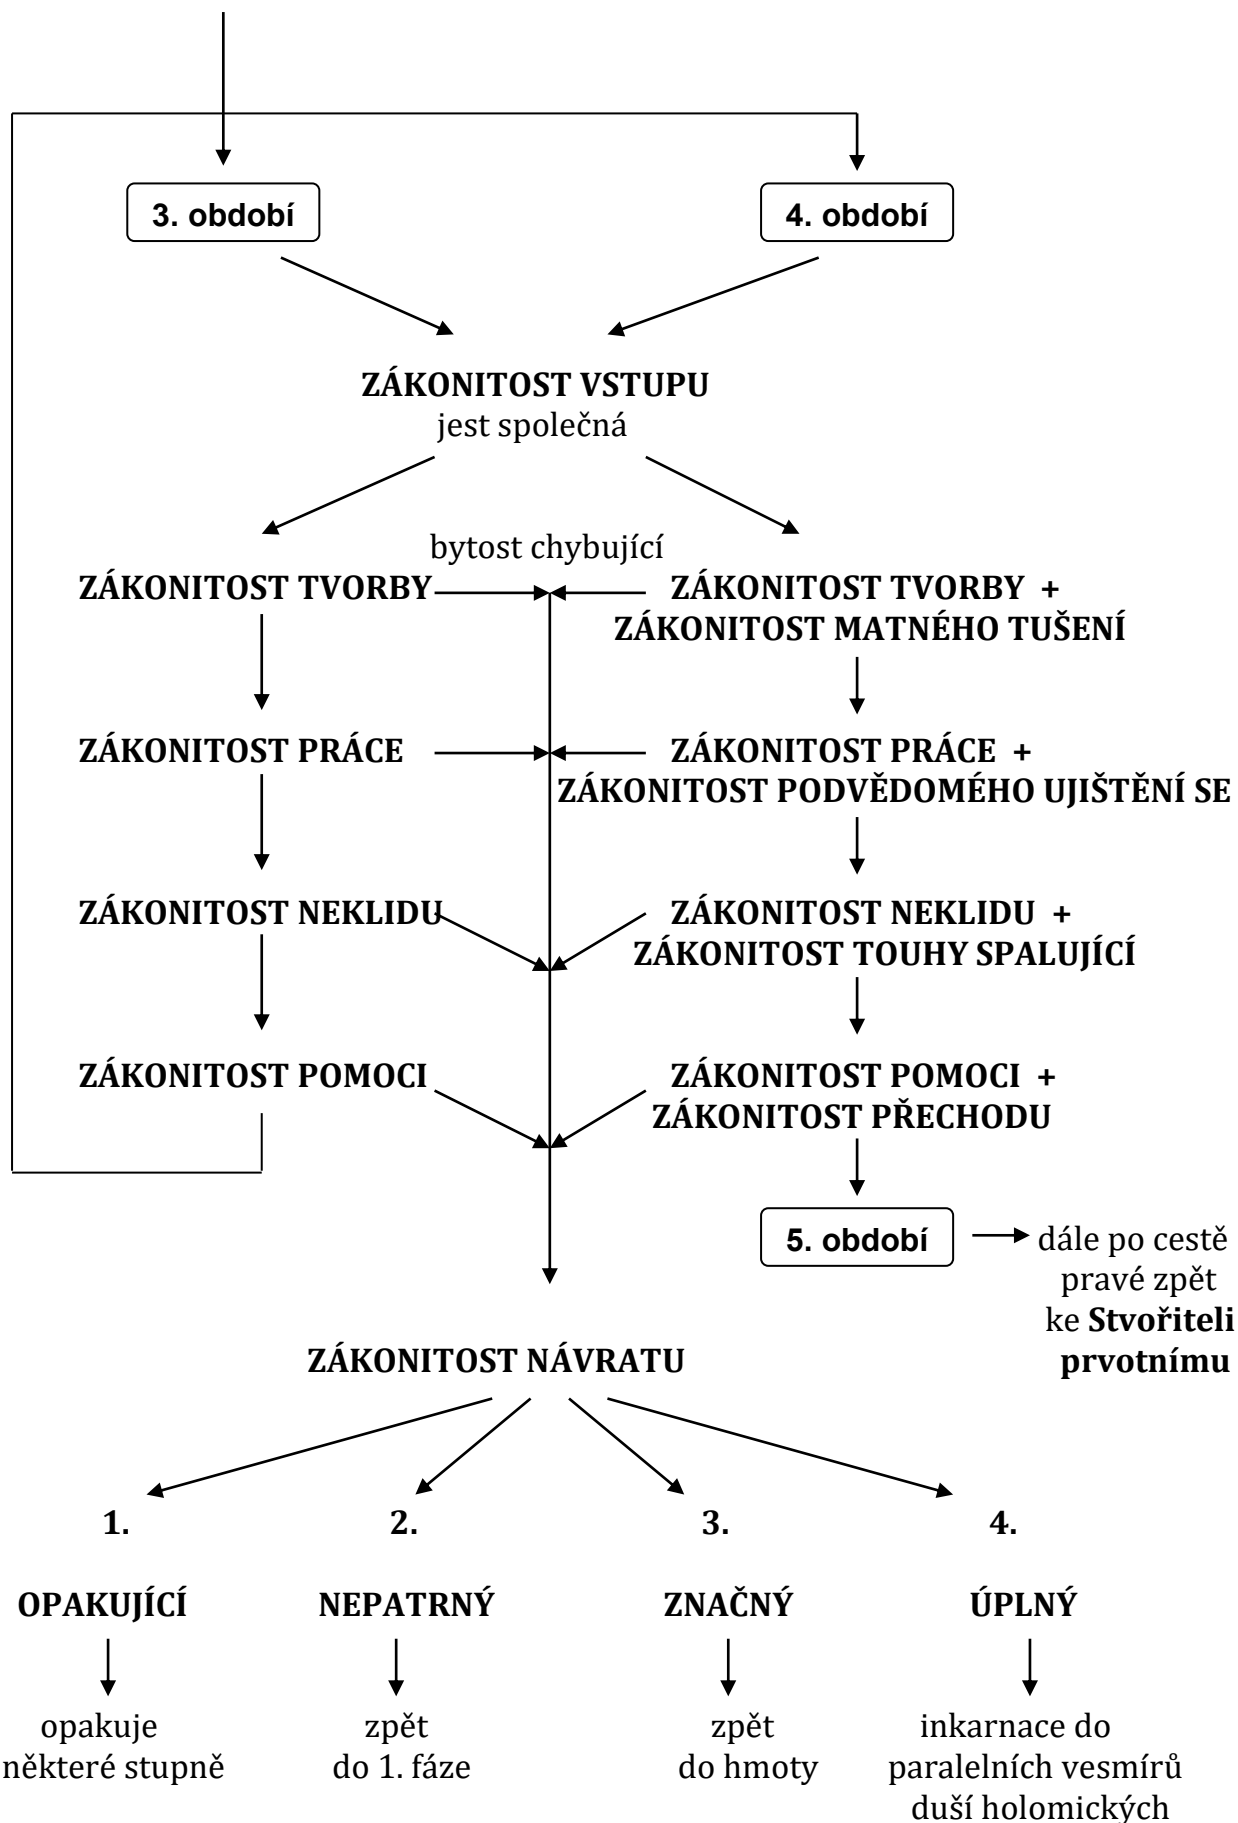 3. období
4. období
ZÁKONITOST VSTUPU
jest společná
bytost chybující
ZÁKONITOST TVORBY
ZÁKONITOST TVORBY +
ZÁKONITOST MATNÉHO TUŠENÍ
ZÁKONITOST PRÁCE
ZÁKONITOST PRÁCE +
ZÁKONITOST PODVĚDOMÉHO UJIŠTĚNÍ SE
ZÁKONITOST NEKLIDU
ZÁKONITOST NEKLIDU +
ZÁKONITOST TOUHY SPALUJÍCÍ
ZÁKONITOST POMOCI
ZÁKONITOST POMOCI +
ZÁKONITOST PŘECHODU
5. období
dále po cestě
pravé zpět
ke Stvořiteli
prvotnímu
ZÁKONITOST NÁVRATU
1.
2.
3.
4.
OPAKUJÍCÍ
NEPATRNÝ
ZNAČNÝ
ÚPLNÝ
opakuje
některé stupně
zpět
do 1. fáze
zpět
do hmoty
inkarnace do
paralelních vesmírů
duší holomických